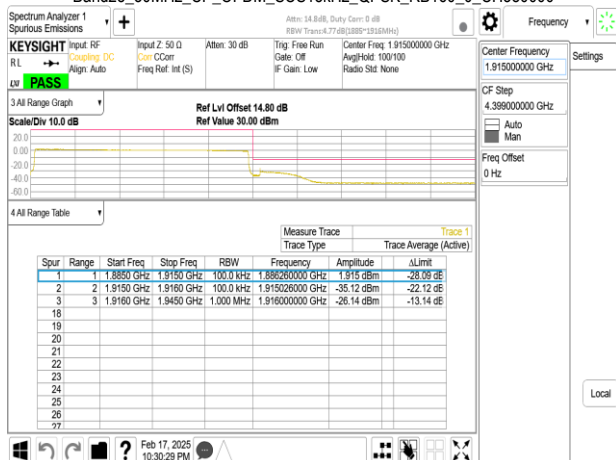 Spectrum Analyzer 1
Spurious Emissions
Attn: 14.8dB, Duty Corr: 0 dB
RBW Trans:4.77dB(1885~1916MHz)
Frequency
Settings
KEYSIGHT
Input: RF
Coupling: DC
Align: Auto
Input Z: 50 Ω
Corr CCorr
Freq Ref: Int (S)
Atten: 30 dB
Trig: Free Run
Gate: Off
IF Gain: Low
Center Freq: 1.915000000 GHz
Avg|Hold: 100/100
Radio Std: None
RL
PASS
Center Frequency
1.915000000 GHz
CF Step
4.399000000 GHz
Auto
Man
Freq Offset
0 Hz
3 All Range Graph
Scale/Div 10.0 dB
Ref Lvl Offset 14.80 dB
Ref Value 30.00 dBm
20.0
0.00
-20.0
-40.0
-60.0
4 All Range Table
Measure Trace Trace 1
Trace Type Trace Average (Active)
Spur Range Start Freq Stop Freq RBW Frequency Amplitude ΔLimit
1 1 1.8850 GHz 1.9150 GHz 100.0 kHz 1.886260000 GHz 1.915 dBm -28.09 dB
2 2 1.9150 GHz 1.9160 GHz 100.0 kHz 1.915026000 GHz -35.12 dBm -22.12 dB
3 3 1.9160 GHz 1.9450 GHz 1.000 MHz 1.916000000 GHz -26.14 dBm -13.14 dB
18
19
20
21
22
23
24
25
26
27
Local
Feb 17, 2025
10:30:29 PM